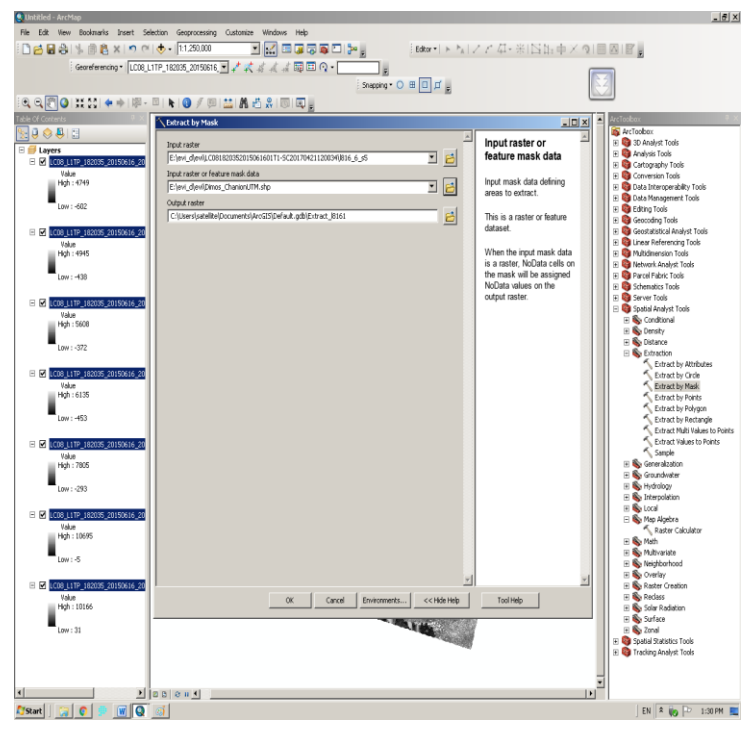 Untitled - ArcMap
File Edit View Bookmarks Insert Selection Geoprocessing Customize Windows Help
1:1,250,000
Editor
Georeferencing LC08_L1TP_182035_20150616_
Snapping
Table Of Contents
Layers
LC08_L1TP_182035_20150616_20
Value
High : 4749
Low : -602
LC08_L1TP_182035_20150616_20
Value
High : 4945
Low : -438
LC08_L1TP_182035_20150616_20
Value
High : 5608
Low : -372
LC08_L1TP_182035_20150616_20
Value
High : 6135
Low : -453
LC08_L1TP_182035_20150616_20
Value
High : 7805
Low : -293
LC08_L1TP_182035_20150616_20
Value
High : 10695
Low : -5
LC08_L1TP_182035_20150616_20
Value
High : 10166
Low : 31
Extract by Mask
Input raster
Input raster or feature mask data
E:\evi_dyevi\Dimos_ChanionUTM.shp
Output raster
C:\Users\satellite\Documents\ArcGIS\Default.gdb\Extract_l8161
OK Cancel Environments... << Hide Help Tool Help
Input raster or
feature mask data
Input mask data defining
areas to extract.
This is a raster or feature
dataset.
When the input mask data
is a raster, NoData cells on
the mask will be assigned
NoData values on the
output raster.
ArcToolbox
ArcToolbox
3D Analyst Tools
Analysis Tools
Cartography Tools
Conversion Tools
Data Interoperability Tools
Data Management Tools
Editing Tools
Geocoding Tools
Geostatistical Analyst Tools
Linear Referencing Tools
Multidimension Tools
Network Analyst Tools
Parcel Fabric Tools
Schematics Tools
Server Tools
Spatial Analyst Tools
Conditional
Density
Distance
Extraction
Extract by Attributes
Extract by Circle
Extract by Mask
Extract by Points
Extract by Polygon
Extract by Rectangle
Extract Multi Values to Points
Extract Values to Points
Sample
Generalization
Groundwater
Hydrology
Interpolation
Local
Map Algebra
Raster Calculator
Math
Multivariate
Neighborhood
Overlay
Raster Creation
Reclass
Solar Radiation
Surface
Zonal
Spatial Statistics Tools
Tracking Analyst Tools
Start
EN 1:30 PM